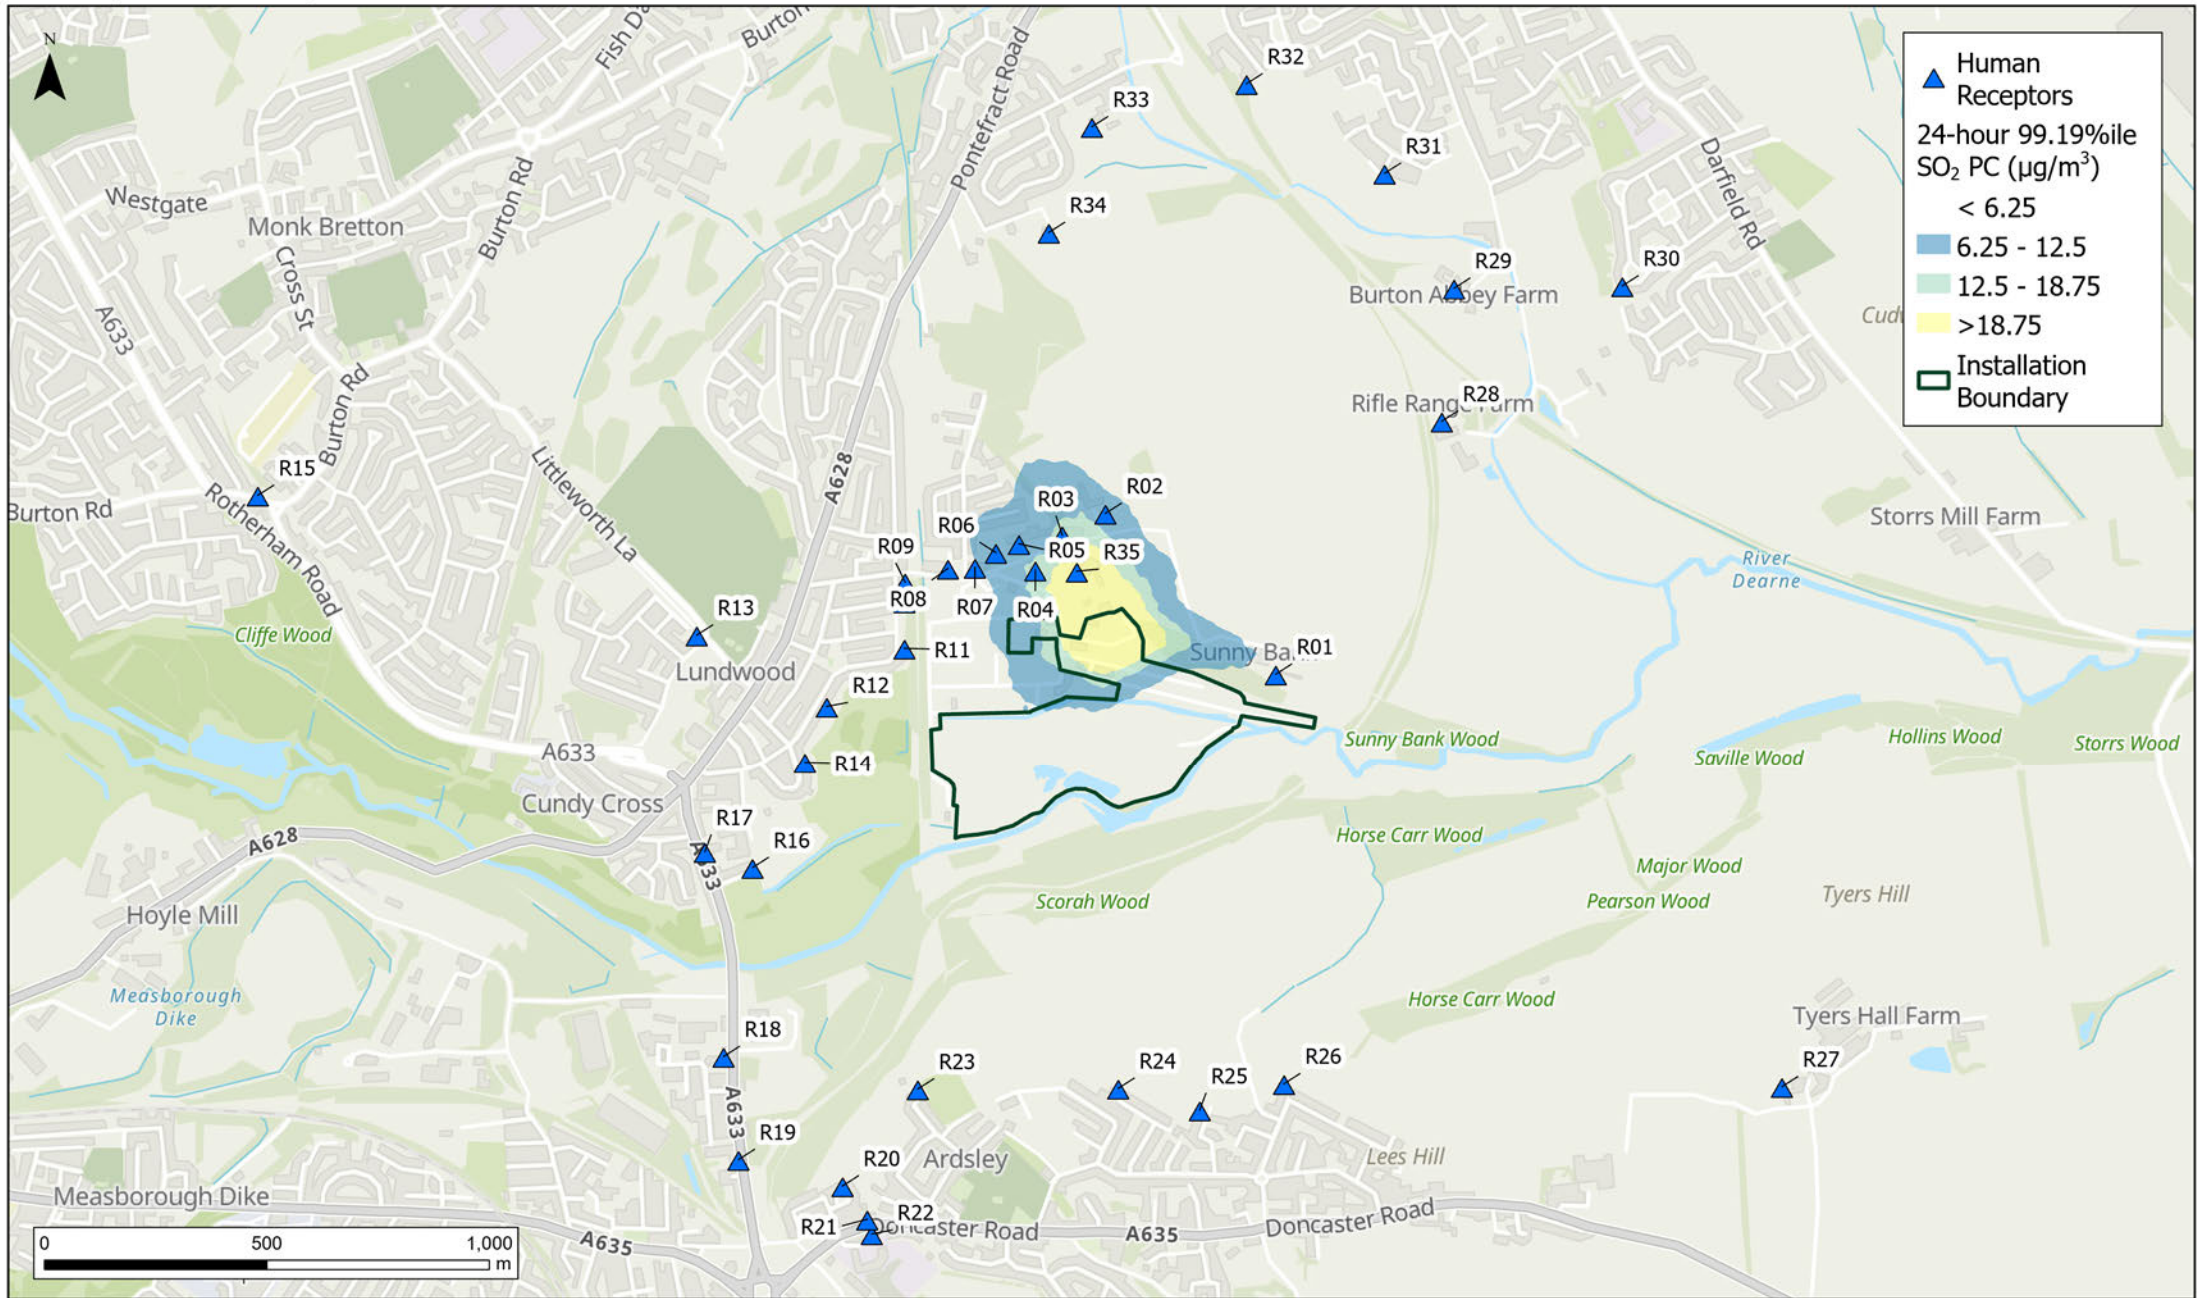 N
Fish Da
Burton
Pontefract Road
R32
R33
R31
R34
Westgate
Monk Bretton
Burton Rd
Cross St
A633
R29
Burton Abbey Farm
R30
Darfield Rd
Cudw
Human
Receptors
24-hour 99.19%ile
SO₂ PC (µg/m³)
< 6.25
6.25 - 12.5
12.5 - 18.75
>18.75
Installation
Boundary
R28
Rifle Range Farm
Burton Rd
R15
Burton Rd
Rotherham Road
Littleworth La
A628
R02
R03
R06
R05
R35
R09
R08
R07
R04
Storrs Mill Farm
River
Dearne
Cliffe Wood
R13
Lundwood
R11
R12
Sunny Bank
R01
R14
A633
Cundy Cross
Sunny Bank Wood
Saville Wood
Hollins Wood
Storrs Wood
R17
A633
R16
A628
Horse Carr Wood
Major Wood
Pearson Wood
Tyers Hill
Scorah Wood
Hoyle Mill
Measborough
Dike
Horse Carr Wood
Tyers Hall Farm
R18
R23
R24
R25
R26
R27
A633
R19
Ardsley
Lees Hill
R20
R21
R22
Doncaster Road
A635
Doncaster Road
Measborough Dike
A635
0 500 1,000
m